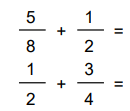 5/8 + 1/2 =
1/2 + 3/4 =